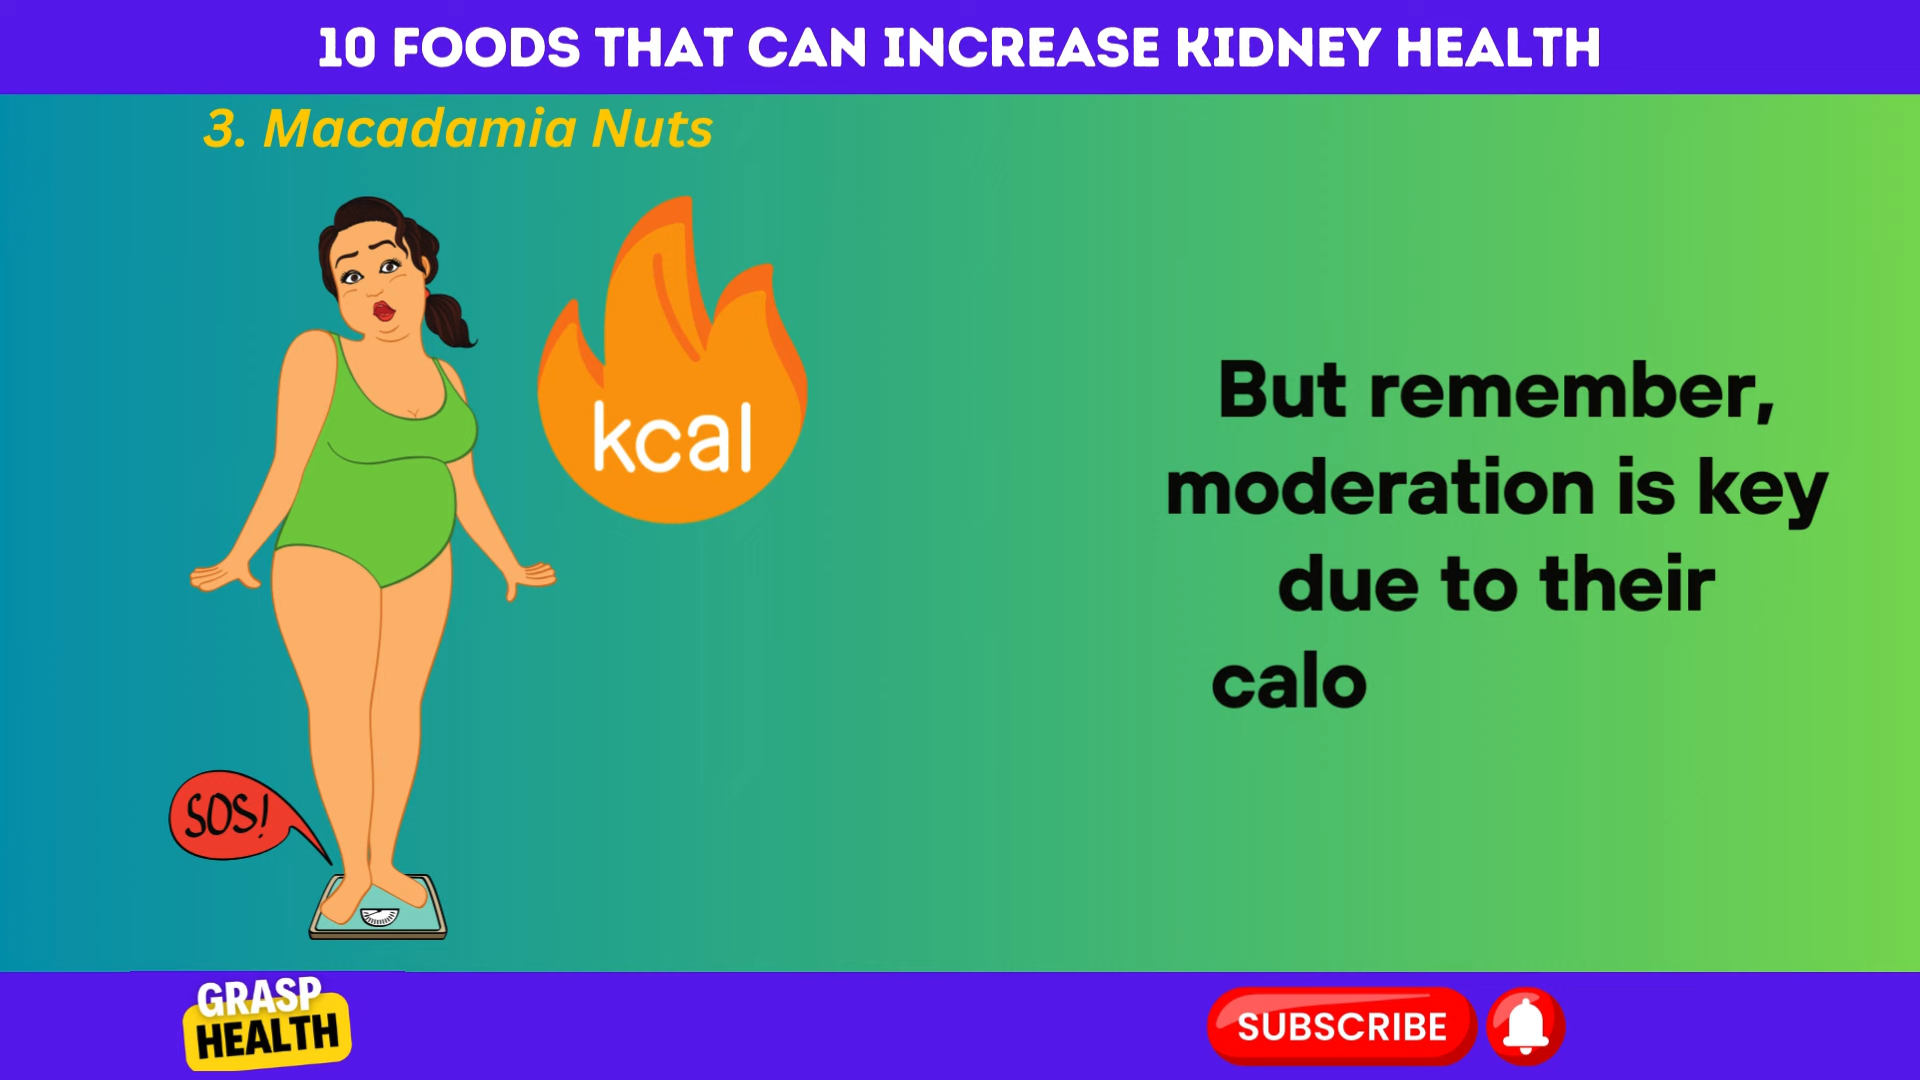 10 FOODS THAT CAN INCREASE KIDNEY HEALTH
3. Macadamia Nuts
kcal
But remember,
moderation is key
due to their
calo
SOS!
GRASP
HEALTH
SUBSCRIBE